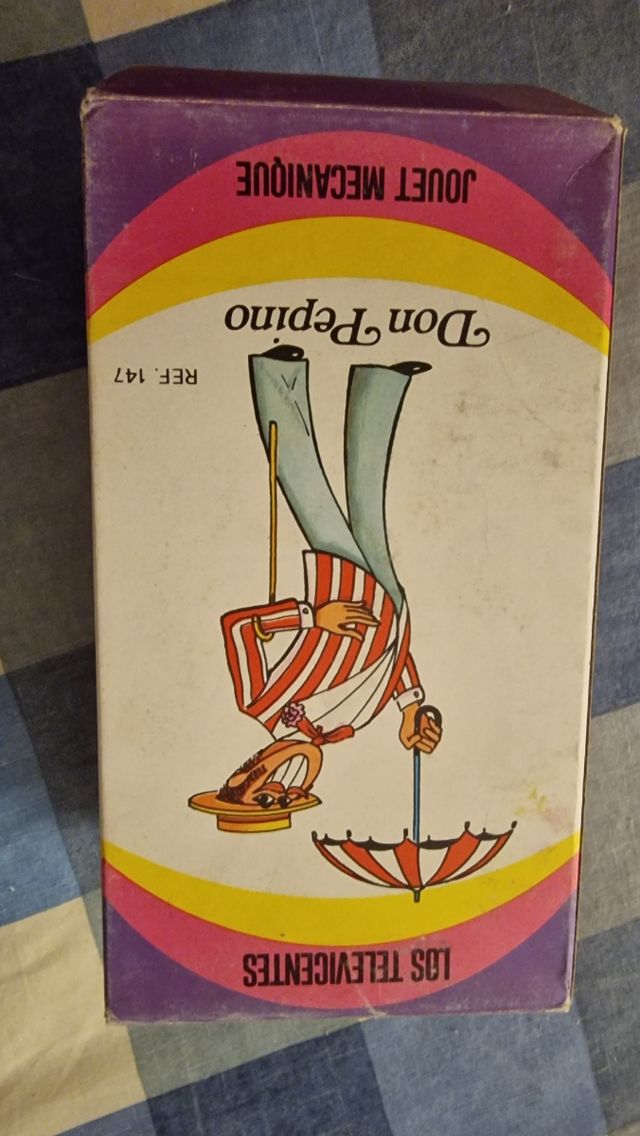 LOS TELEVICENTES
REF. 147
Don Pepino
JOUET MECANIQUE